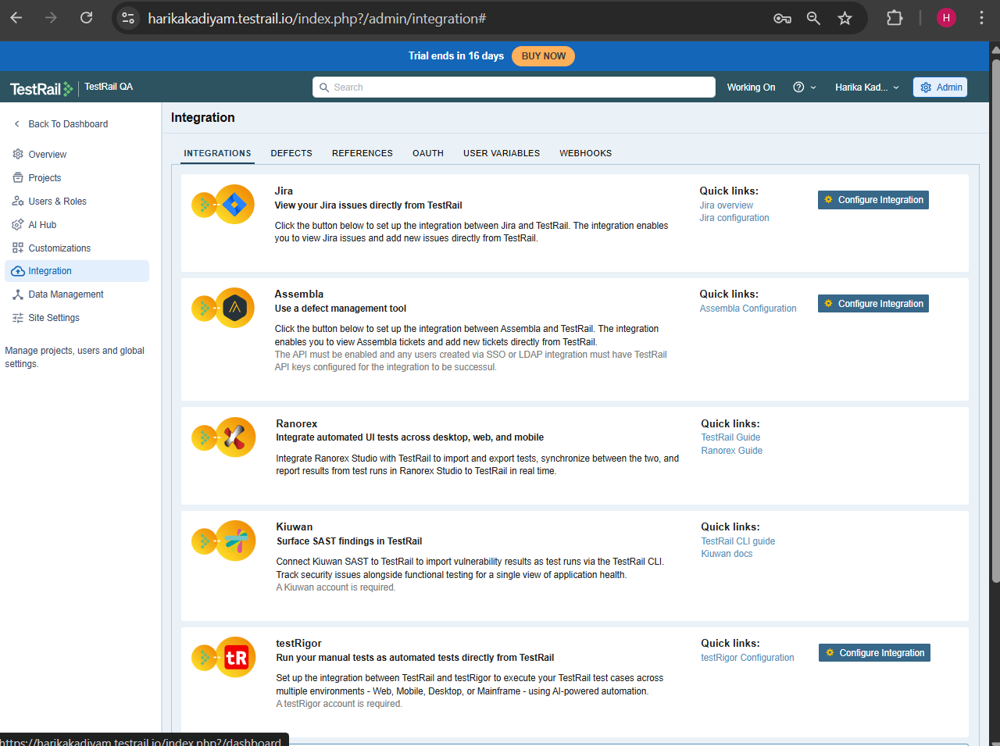 harikakadiyam.testrail.io/index.php?/admin/integration#
H
Trial ends in 16 days BUY NOW
TestRail TestRail QA
Search
Working On
Harika Kad...
Admin
Back To Dashboard
Overview
Projects
Users & Roles
AI Hub
Customizations
Integration
Data Management
Site Settings
Manage projects, users and global
settings.
Integration
INTEGRATIONS DEFECTS REFERENCES OAUTH USER VARIABLES WEBHOOKS
Jira
View your Jira issues directly from TestRail
Click the button below to set up the integration between Jira and TestRail. The integration enables
you to view Jira issues and add new issues directly from TestRail.
Quick links:
Jira overview
Jira configuration
Configure Integration
Assembla
Use a defect management tool
Click the button below to set up the integration between Assembla and TestRail. The integration
enables you to view Assembla tickets and add new tickets directly from TestRail.
The API must be enabled and any users created via SSO or LDAP integration must have TestRail
API keys configured for the integration to be successul.
Quick links:
Assembla Configuration
Configure Integration
Ranorex
Integrate automated UI tests across desktop, web, and mobile
Integrate Ranorex Studio with TestRail to import and export tests, synchronize between the two, and
report results from test runs in Ranorex Studio to TestRail in real time.
Quick links:
TestRail Guide
Ranorex Guide
Kiuwan
Surface SAST findings in TestRail
Connect Kiuwan SAST to TestRail to import vulnerability results as test runs via the TestRail CLI.
Track security issues alongside functional testing for a single view of application health.
A Kiuwan account is required.
Quick links:
TestRail CLI guide
Kiuwan docs
tR
testRigor
Run your manual tests as automated tests directly from TestRail
Set up the integration between TestRail and testRigor to execute your TestRail test cases across
multiple environments - Web, Mobile, Desktop, or Mainframe - using AI-powered automation.
A testRigor account is required.
Quick links:
testRigor Configuration
Configure Integration
https://harikakadiyam.testrail.io/index.php?/dashboard